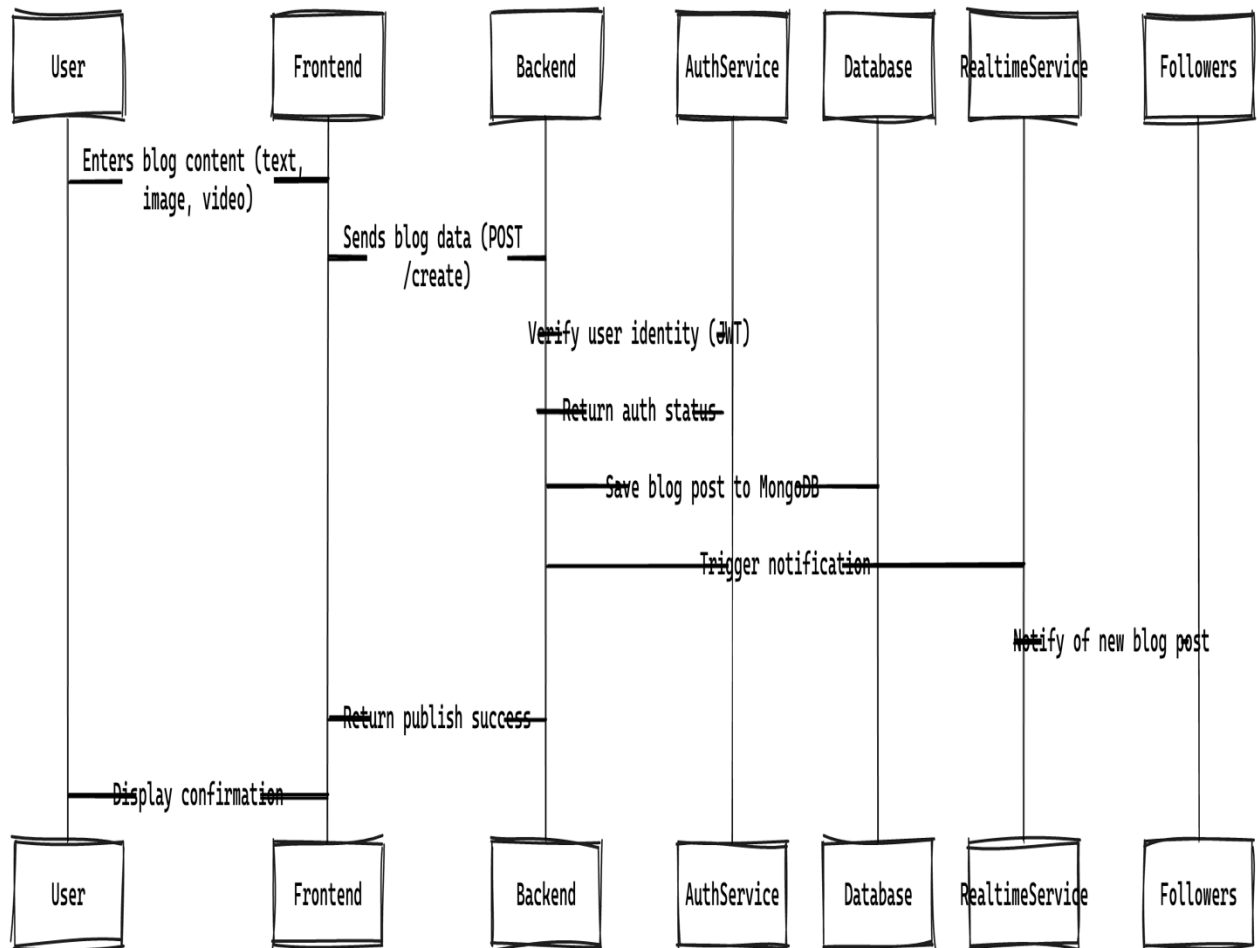 User
Frontend
Backend
AuthService
Database
RealtimeService
Followers
Enters blog content (text,
image, video)
Sends blog data (POST
/create)
Verify user identity (JWT)
Return auth status
Save blog post to MongoDB
Trigger notification
Notify of new blog post
Return publish success
Display confirmation
User
Frontend
Backend
AuthService
Database
RealtimeService
Followers